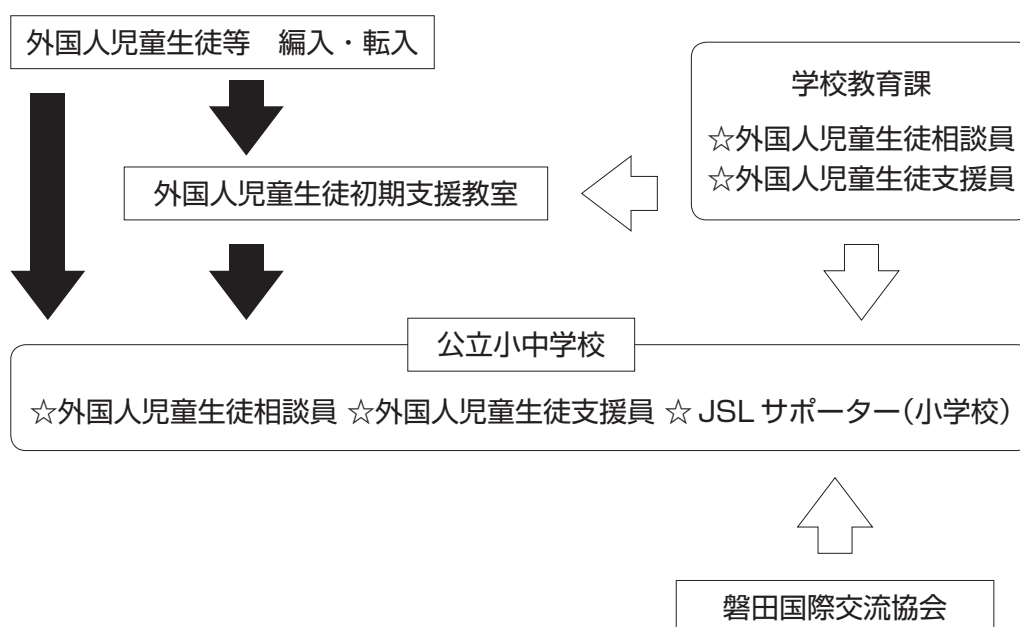 外国人児童生徒等　編入・転入
学校教育課
☆外国人児童生徒相談員
☆外国人児童生徒支援員
外国人児童生徒初期支援教室
公立小中学校
☆外国人児童生徒相談員 ☆外国人児童生徒支援員 ☆ JSL サポーター（小学校）
磐田国際交流協会